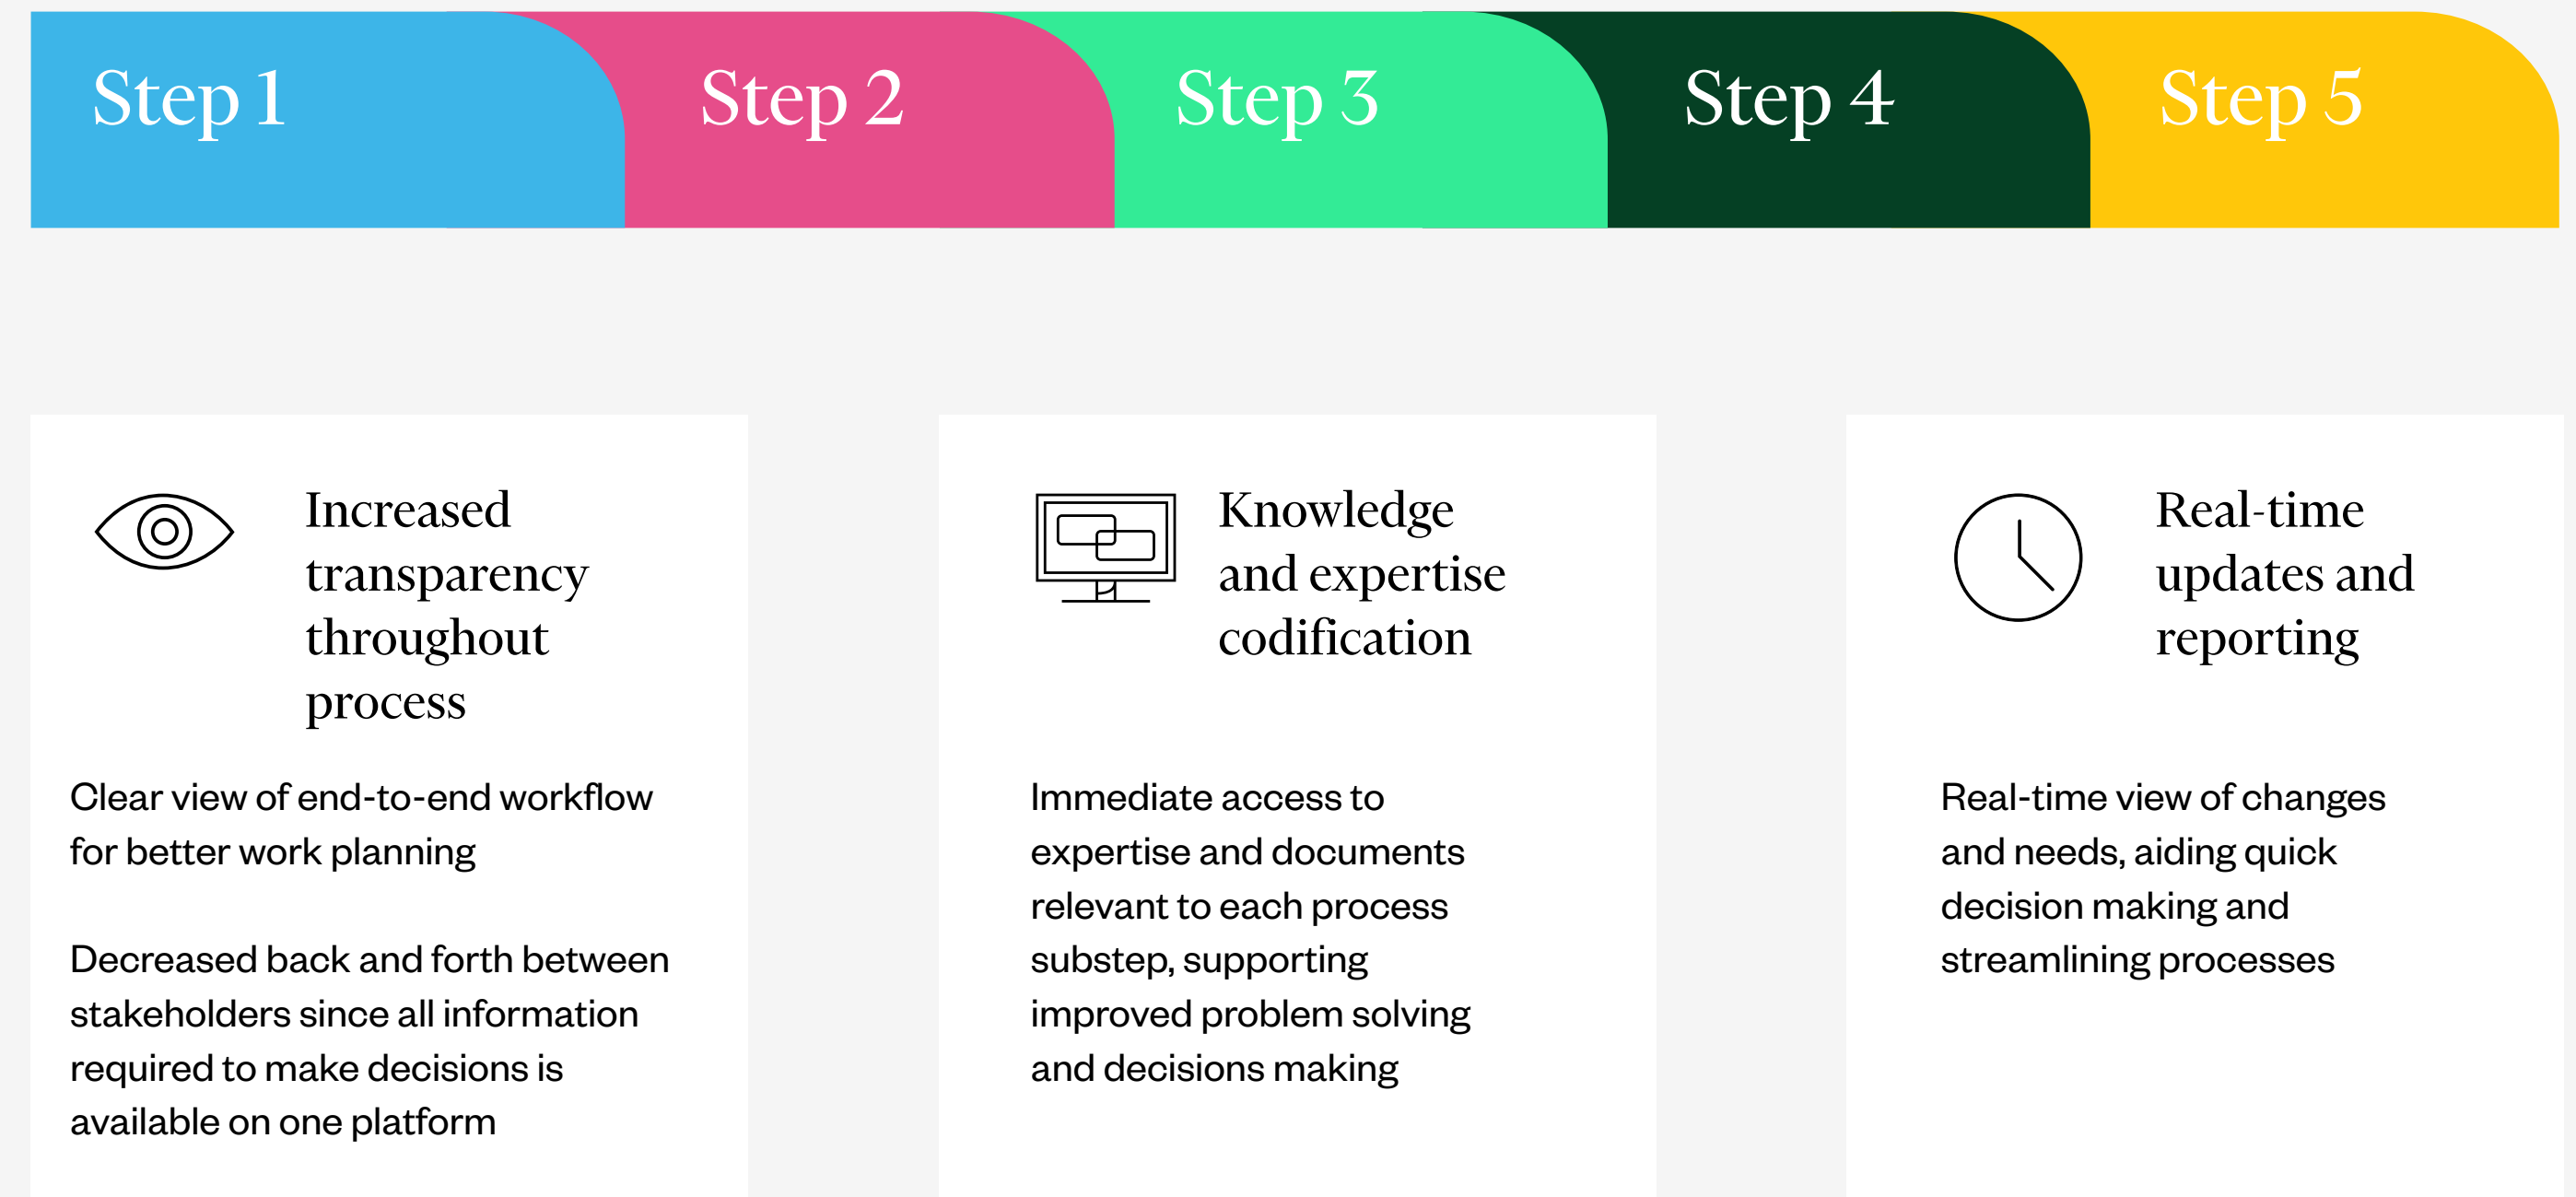 Step 1
Step 2
Step 3
Step 4
Step 5
Increased
transparency
throughout
process
Clear view of end-to-end workflow
for better work planning
Decreased back and forth between
stakeholders since all information
required to make decisions is
available on one platform
Knowledge
and expertise
codification
Immediate access to
expertise and documents
relevant to each process
substep, supporting
improved problem solving
and decisions making
Real-time
updates and
reporting
Real-time view of changes
and needs, aiding quick
decision making and
streamlining processes